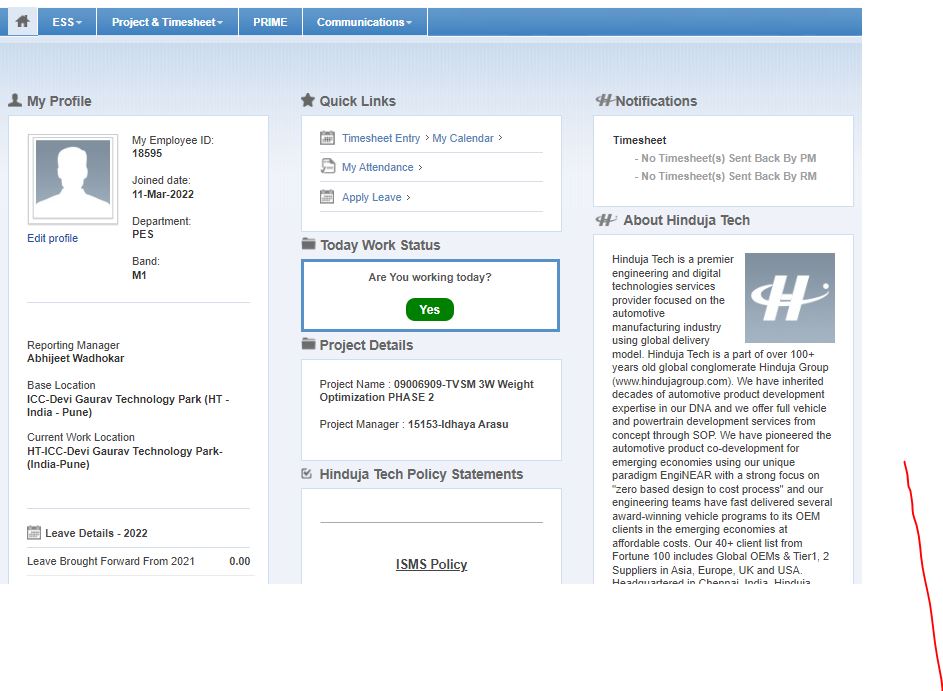 ESS
Project & Timesheet
PRIME
Communications
My Profile
My Employee ID:
18595
Joined date:
11-Mar-2022
Department:
PES
Band:
M1
Edit profile
Reporting Manager
Abhijeet Wadhokar
Base Location
ICC-Devi Gaurav Technology Park (HT -
India - Pune)
Current Work Location
HT-ICC-Devi Gaurav Technology Park-
(India-Pune)
Leave Details - 2022
Leave Brought Forward From 2021 0.00
Quick Links
Timesheet Entry > My Calendar >
My Attendance >
Apply Leave >
Today Work Status
Are You working today?
Yes
Project Details
Project Name : 09006909-TVSM 3W Weight
Optimization PHASE 2
Project Manager : 15153-Idhaya Arasu
Hinduja Tech Policy Statements
ISMS Policy
Notifications
Timesheet
- No Timesheet(s) Sent Back By PM
- No Timesheet(s) Sent Back By RM
About Hinduja Tech
Hinduja Tech is a premier
engineering and digital
technologies services
provider focused on the
automotive
manufacturing industry
using global delivery
model. Hinduja Tech is a part of over 100+
years old global conglomerate Hinduja Group
(www.hindujagroup.com). We have inherited
decades of automotive product development
expertise in our DNA and we offer full vehicle
and powertrain development services from
concept through SOP. We have pioneered the
automotive product co-development for
emerging economies using our unique
paradigm EngiNEAR with a strong focus on
"zero based design to cost process" and our
engineering teams have fast delivered several
award-winning vehicle programs to its OEM
clients in the emerging economies at
affordable costs. Our 40+ client list from
Fortune 100 includes Global OEMs & Tier1, 2
Suppliers in Asia, Europe, UK and USA.
Headquartered in Chennai, India, Hinduja